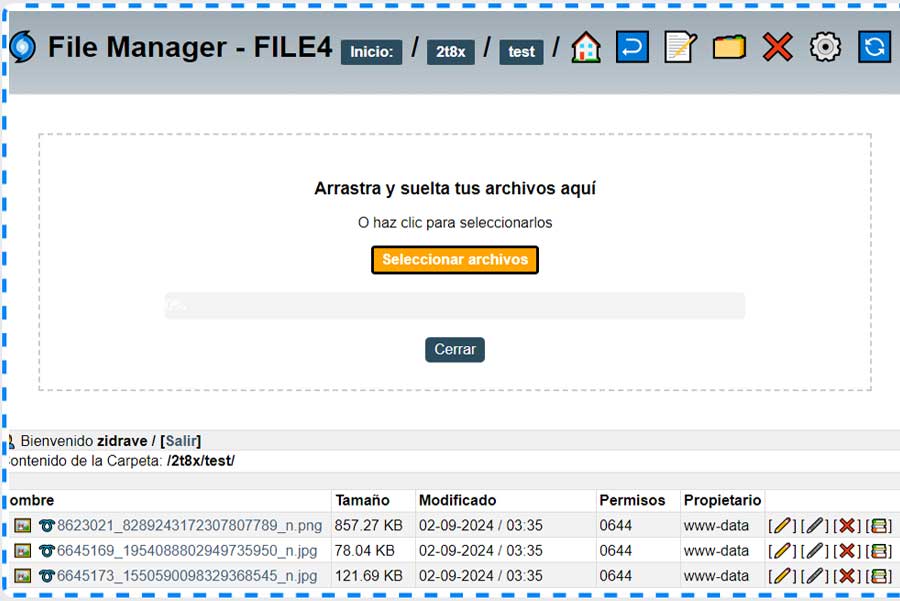 File Manager - FILE4 Inicio: / 2t8x / test /
Arrastra y suelta tus archivos aquí
O haz clic para seleccionarlos
Seleccionar archivos
Cerrar
Bienvenido zidrave / [Salir]
ontenido de la Carpeta: /2t8x/test/
ombre Tamaño Modificado Permisos Propietario
8623021_8289243172307807789_n.png 857.27 KB 02-09-2024 / 03:35 0644 www-data [ ] [ ] [ ] [ ]
6645169_1954088802949735950_n.jpg 78.04 KB 02-09-2024 / 03:35 0644 www-data [ ] [ ] [ ] [ ]
6645173_1550590098329368545_n.jpg 121.69 KB 02-09-2024 / 03:35 0644 www-data [ ] [ ] [ ] [ ]